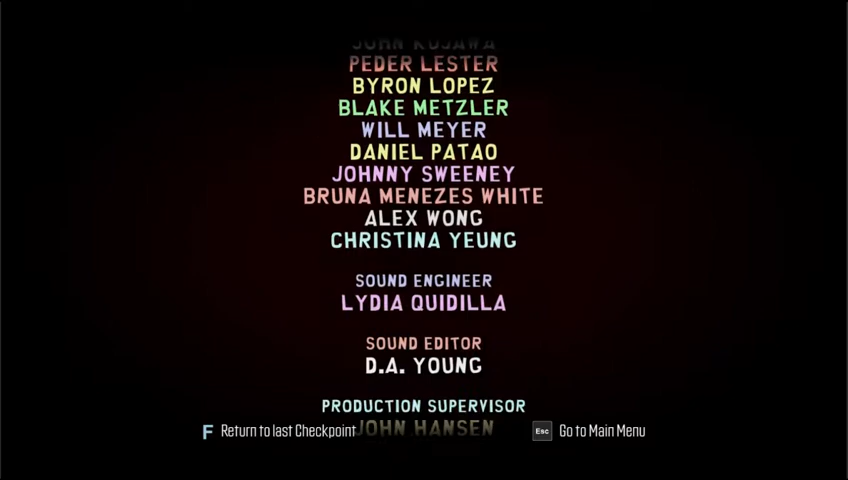 JOHN KUJAWA
PEDER LESTER
BYRON LOPEZ
BLAKE METZLER
WILL MEYER
DANIEL PATAO
JOHNNY SWEENEY
BRUNA MENEZES WHITE
ALEX WONG
CHRISTINA YEUNG
SOUND ENGINEER
LYDIA QUIDILLA
SOUND EDITOR
D.A. YOUNG
PRODUCTION SUPERVISOR
JOHN HANSEN
F Return to last Checkpoint
Esc Go to Main Menu